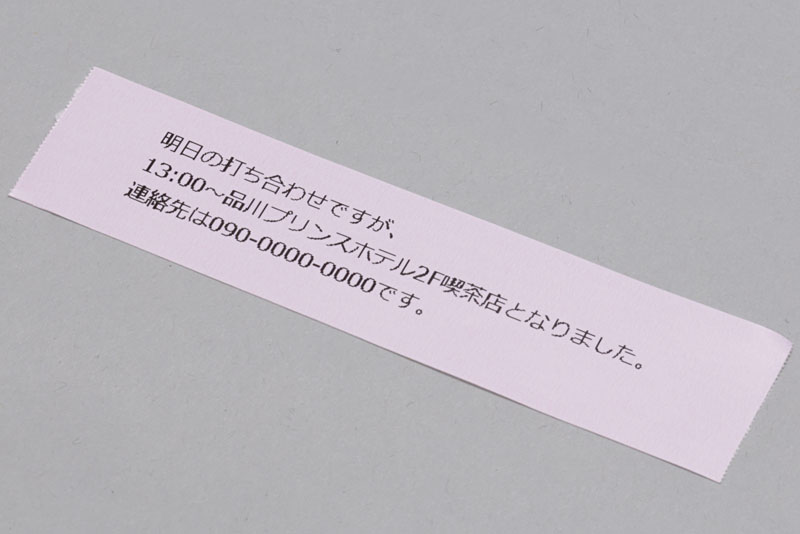 明日の打ち合わせですが、
13:00～品川プリンスホテル2F喫茶店となりました。
連絡先は090-0000-0000です。